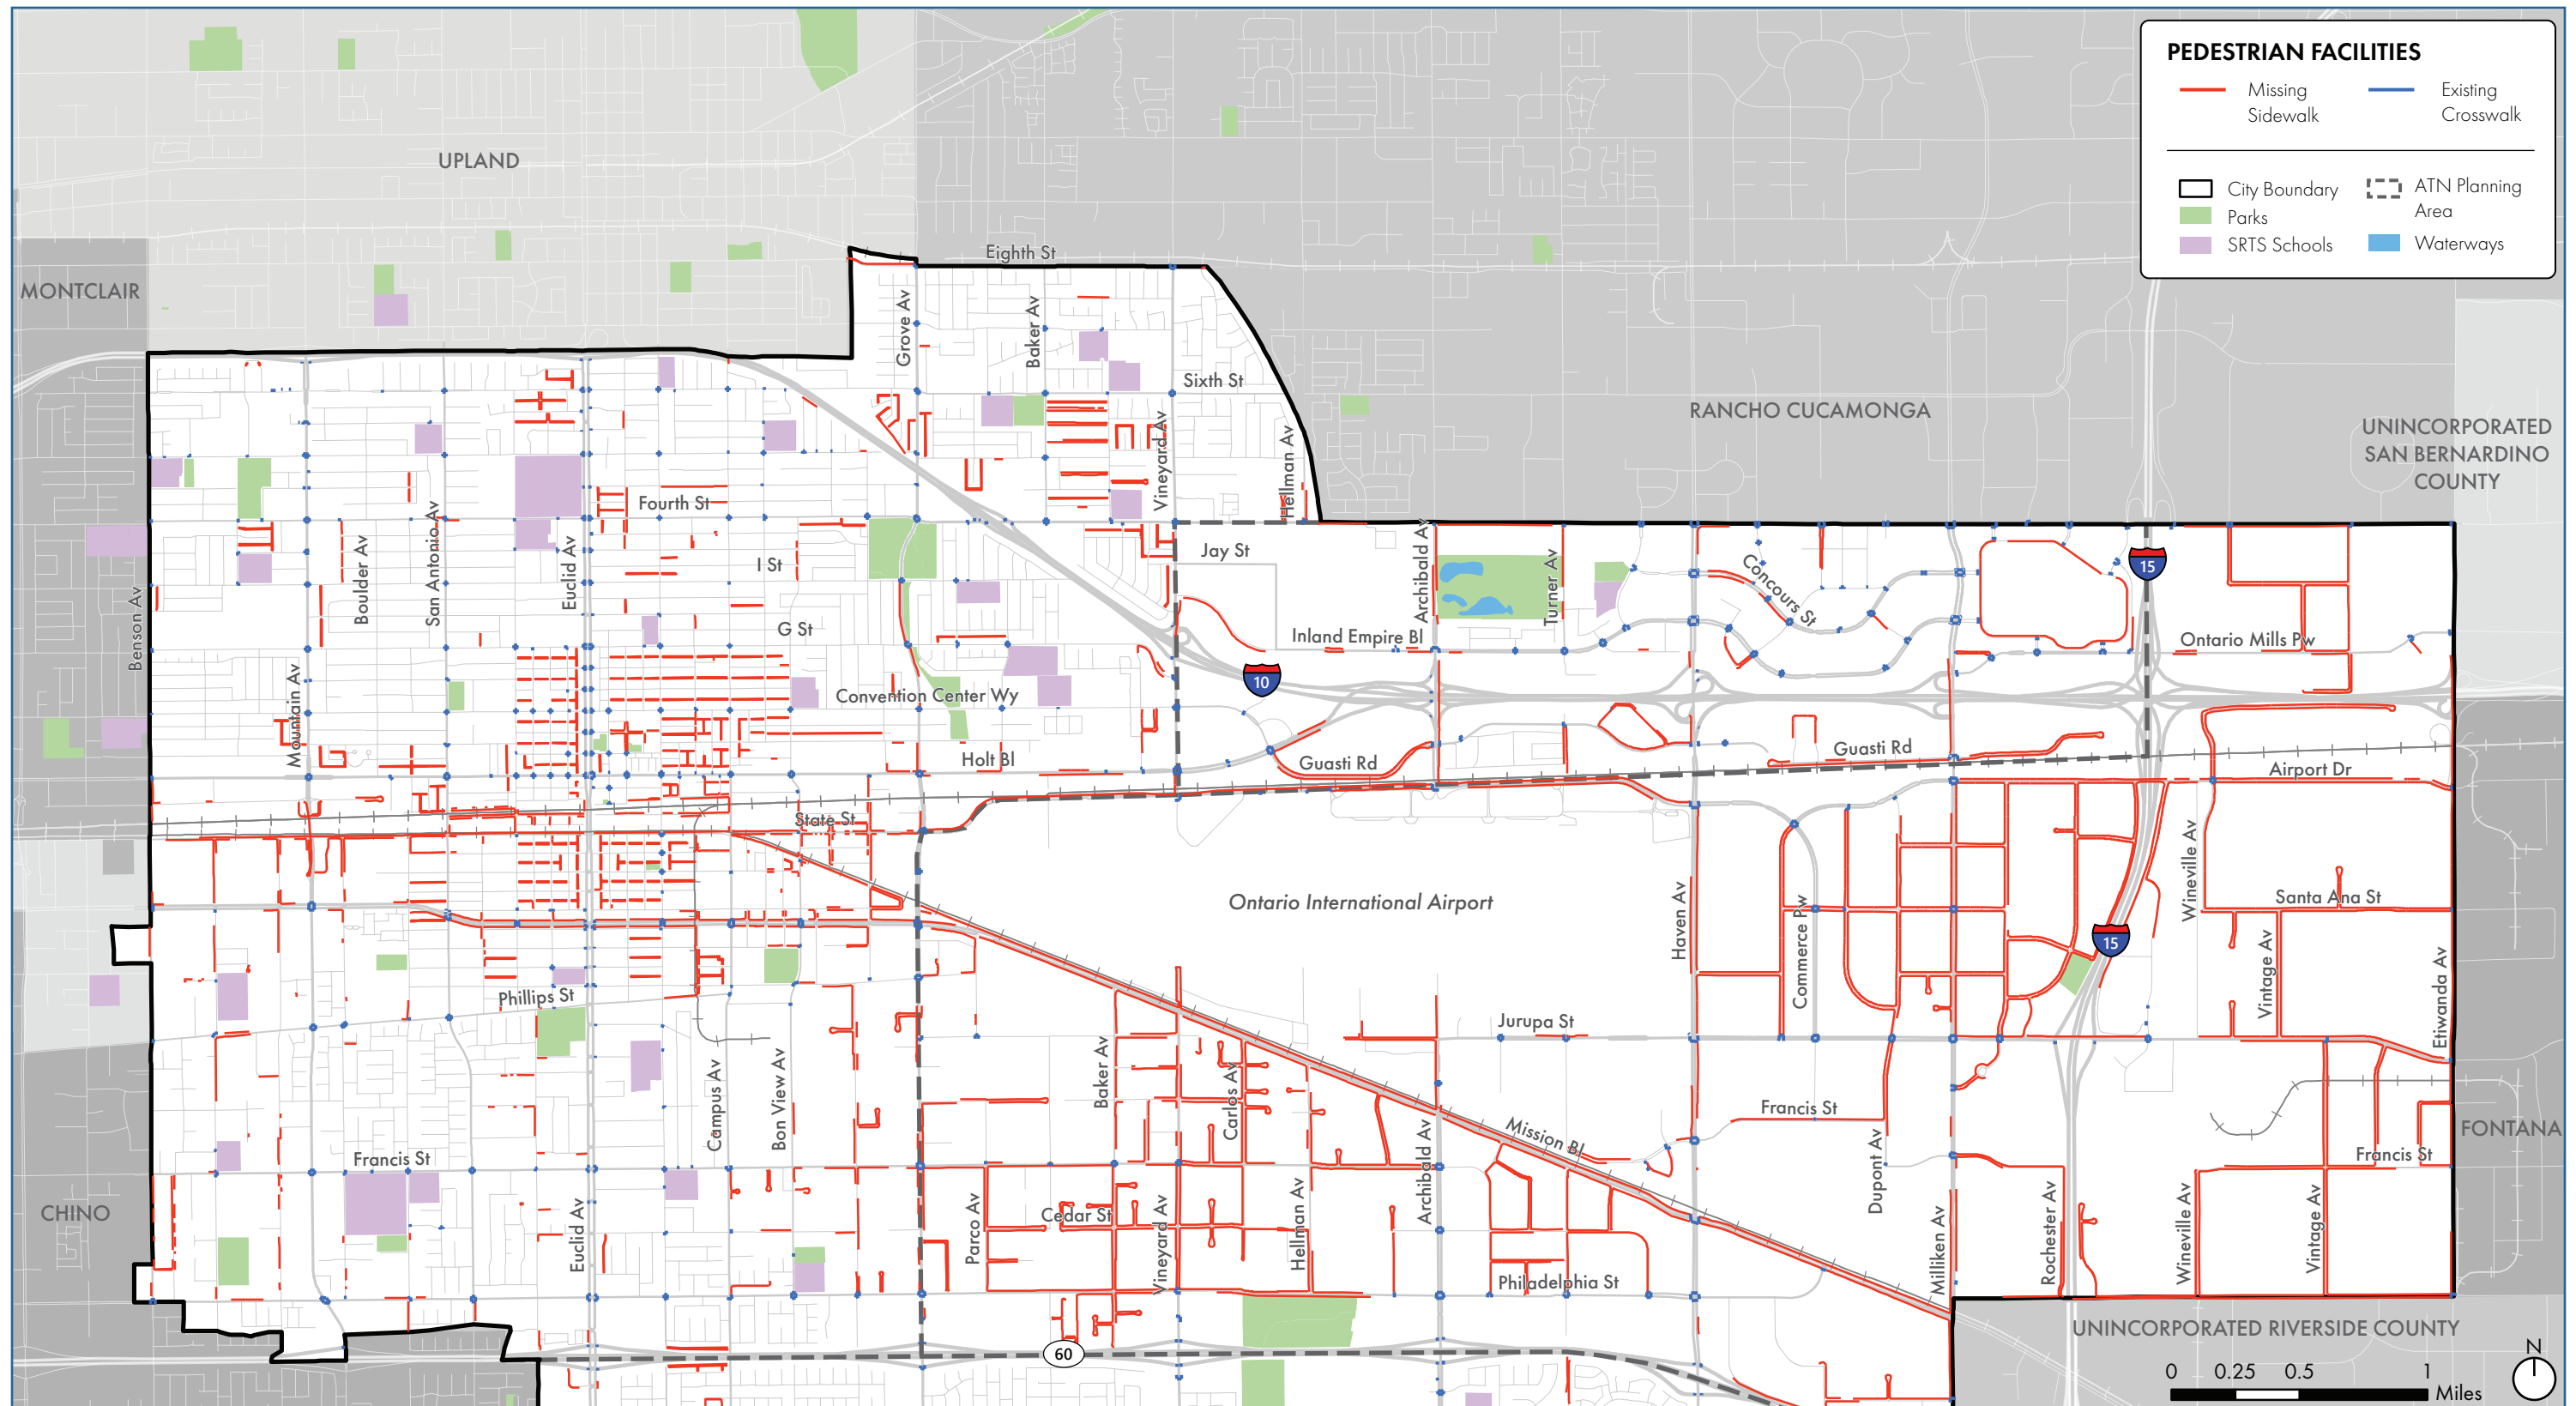 PEDESTRIAN FACILITIES
Missing
Sidewalk
Existing
Crosswalk
City Boundary
Parks
SRTS Schools
ATN Planning
Area
Waterways
UPLAND
MONTCLAIR
Eighth St
Grove Av
Baker Av
Sixth St
RANCHO CUCAMONGA
UNINCORPORATED
SAN BERNARDINO
COUNTY
Vineyard Av
Hellman Av
Fourth St
Benson Av
Mountain Av
Boulder Av
San Antonio Av
Euclid Av
I St
G St
Jay St
Archibald Av
Turner Av
Concours St
15
Inland Empire Bl
Ontario Mills Pw
10
Convention Center Wy
Holt Bl
Guasti Rd
Guasti Rd
Airport Dr
State St
Ontario International Airport
Haven Av
Commerce Pw
Wineville Av
Santa Ana St
15
Vintage Av
Etiwanda Av
Phillips St
Jurupa St
Campus Av
Bon View Av
Baker Av
Carlos Av
Francis St
Mission Bl
Archibald Av
Dupont Av
FONTANA
Francis St
Francis St
CHINO
Euclid Av
Parco Av
Cedar St
Vineyard Av
Hellman Av
Philadelphia St
Milliken Av
Rochester Av
Wineville Av
Vintage Av
UNINCORPORATED RIVERSIDE COUNTY
60
N
0 0.25 0.5 1
Miles